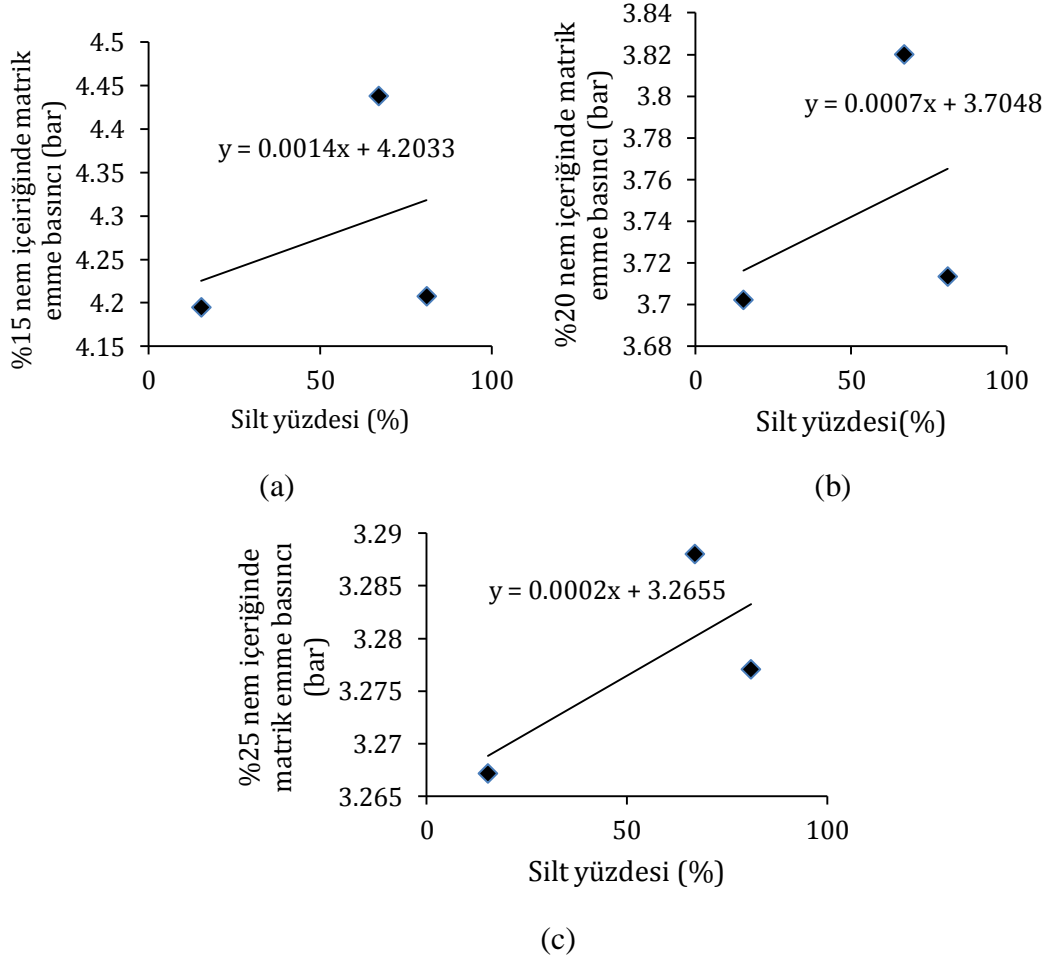 %15 nem içeiriğinde matrik
emme basıncı (bar)
4.5
4.45
4.4
4.35
4.3
4.25
4.2
4.15
y = 0.0014x + 4.2033
0 50 100
Silt yüzdesi (%)
(a)
%20 nem içeriğinde matrik
emme basıncı (bar)
3.84
3.82
3.8
3.78
3.76
3.74
3.72
3.7
3.68
y = 0.0007x + 3.7048
0 50 100
Silt yüzdesi(%)
(b)
%25 nem içeriğinde
matrik emme basıncı
(bar)
3.29
3.285
3.28
3.275
3.27
3.265
y = 0.0002x + 3.2655
0 50 100
Silt yüzdesi (%)
(c)